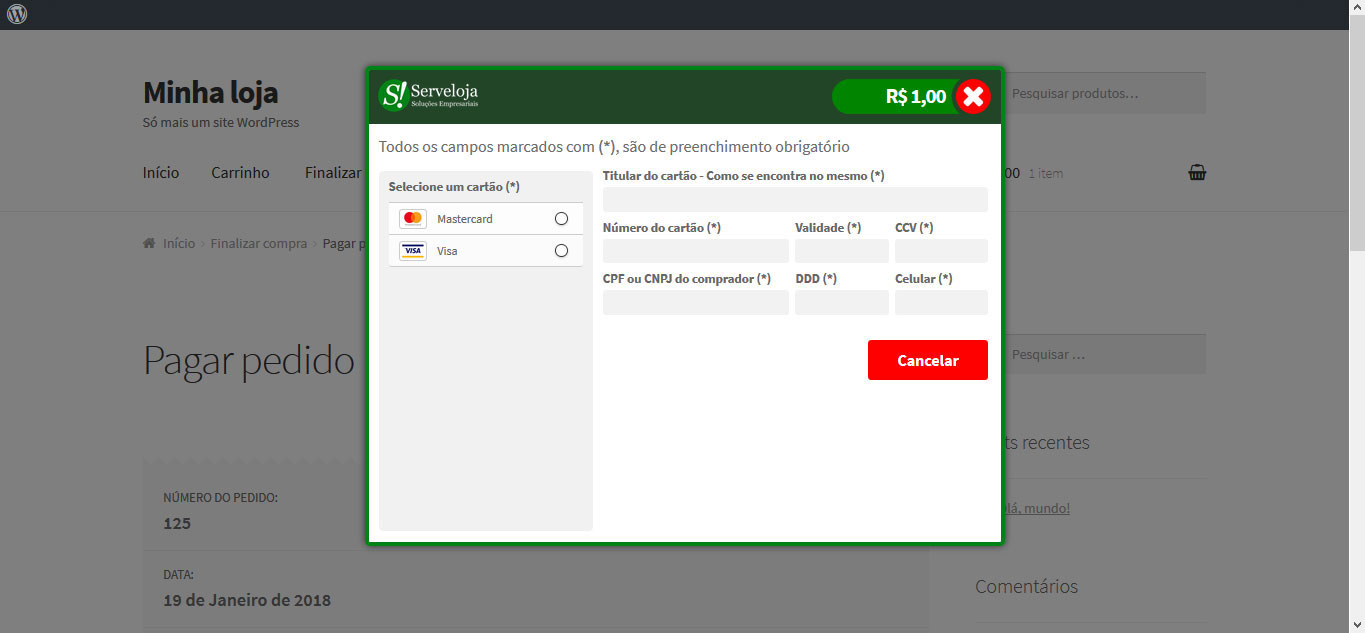 Minha loja
Só mais um site WordPress
Pesquisar produtos…
Início Carrinho Finalizar
00 1 item
Início › Finalizar compra › Pagar p
Pagar pedido
Pesquisar …
ts recentes
lá, mundo!
NÚMERO DO PEDIDO:
125
DATA:
19 de Janeiro de 2018
Comentários
S! Serveloja
Soluções Empresariais
R$ 1,00
Todos os campos marcados com (*), são de preenchimento obrigatório
Selecione um cartão (*)
Mastercard
VISA Visa
Titular do cartão - Como se encontra no mesmo (*)
Número do cartão (*) Validade (*) CCV (*)
CPF ou CNPJ do comprador (*) DDD (*) Celular (*)
Cancelar